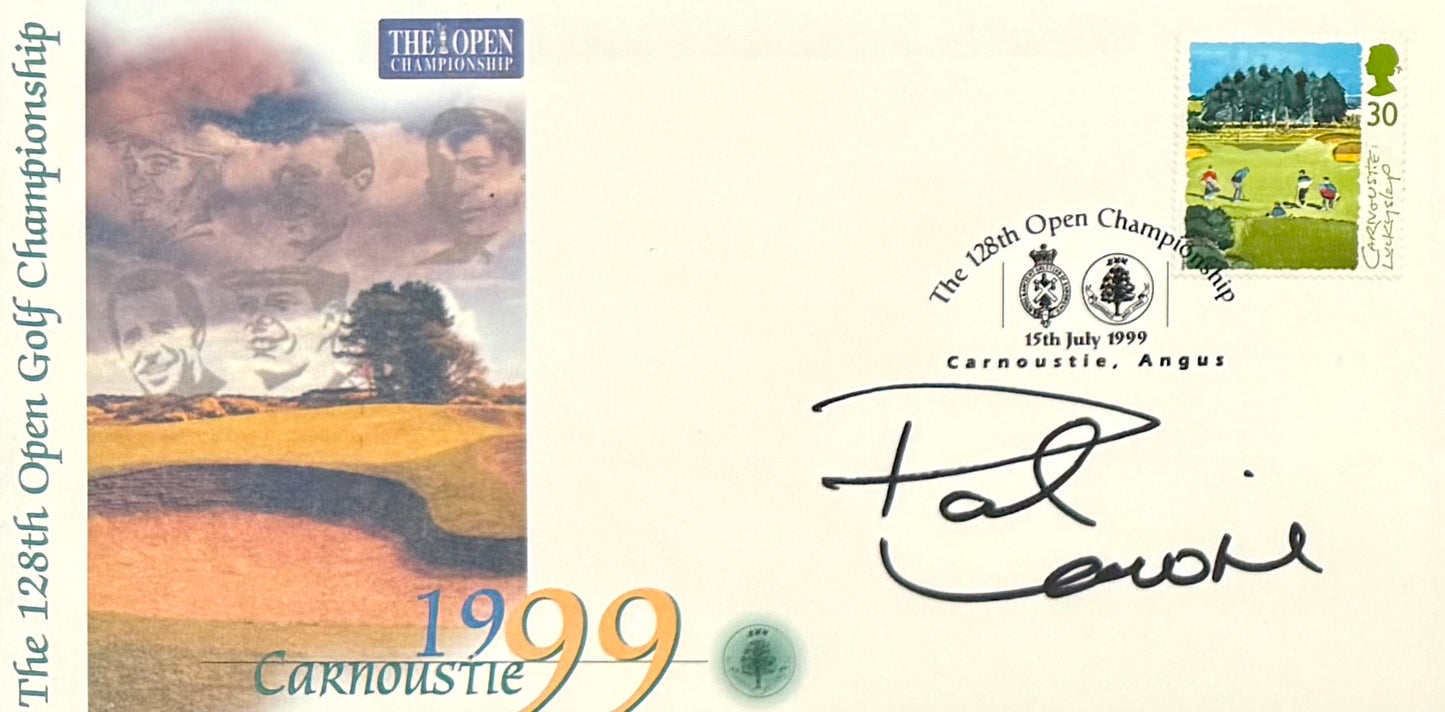 The 128th Open Golf Championship
THE OPEN
CHAMPIONSHIP
30
CARNOUSTIE:
LUCKYSLAP
The 128th Open Championship
15th July 1999
Carnoustie, Angus
1999
CARNOUSTIE